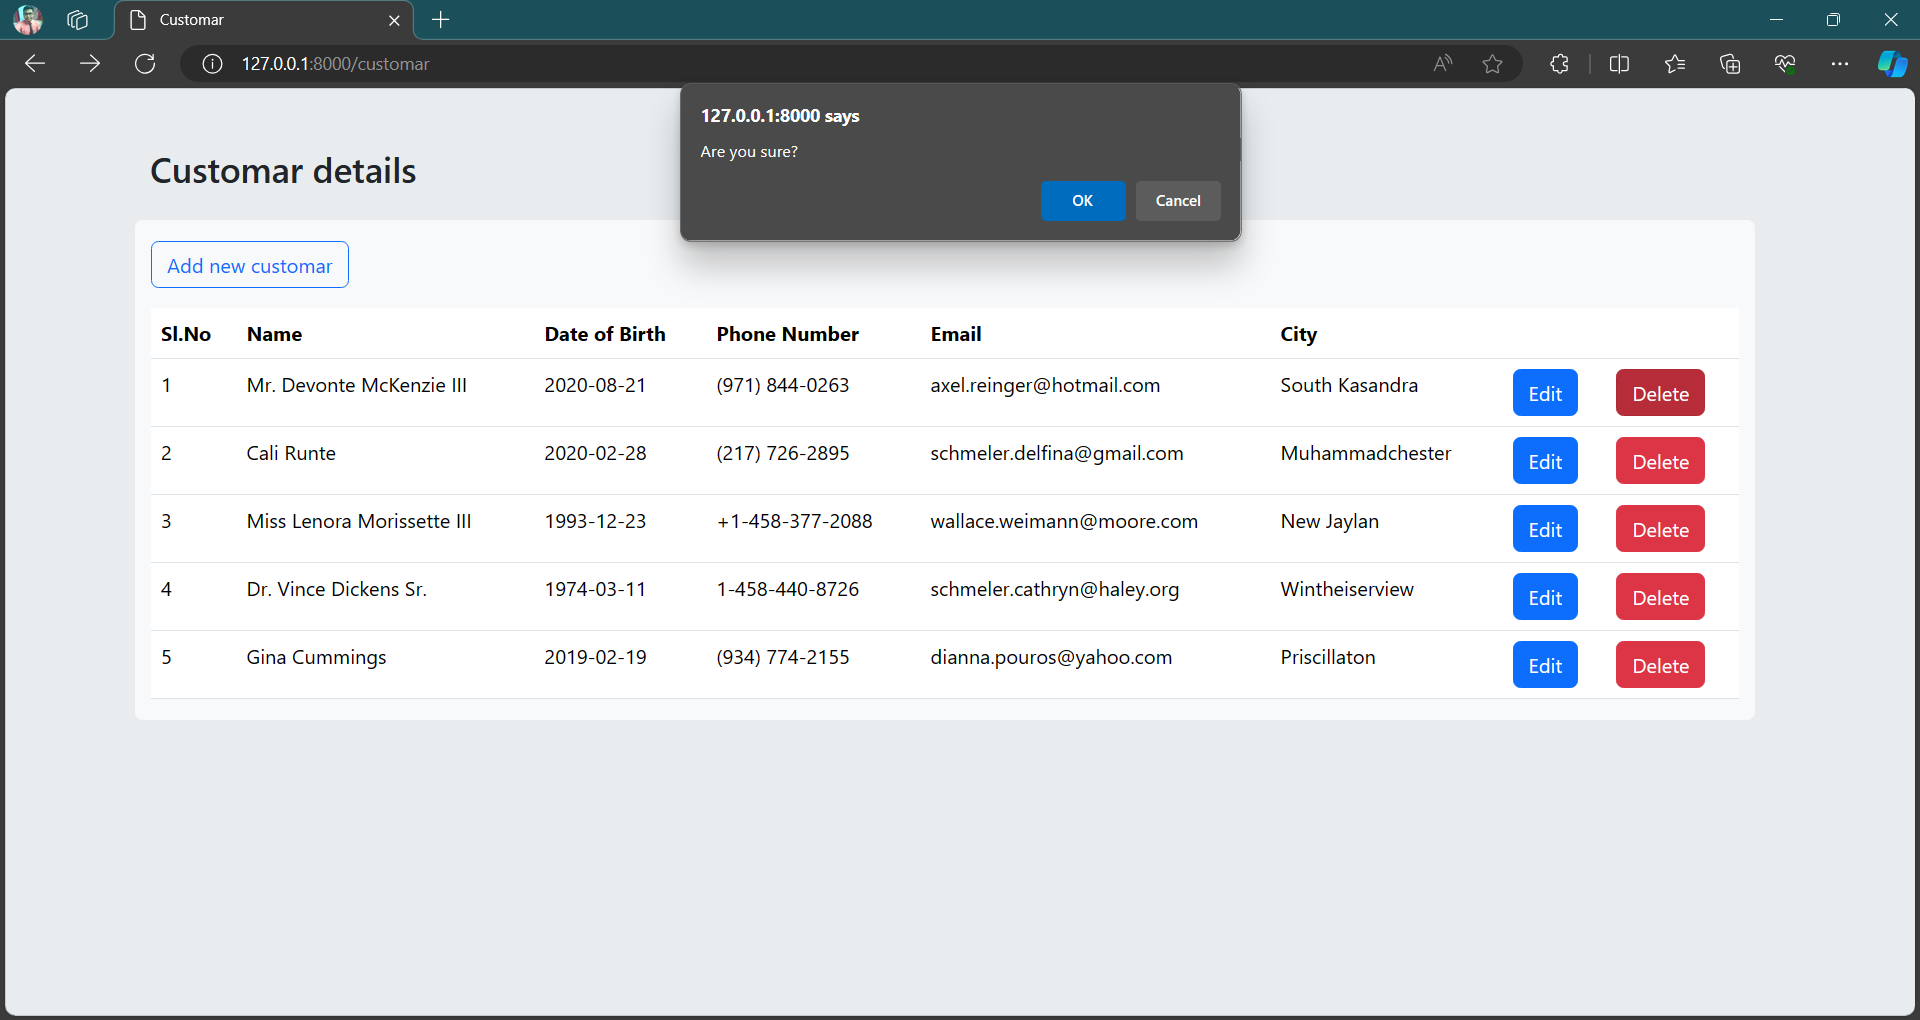 Customar
127.0.0.1:8000/customar
127.0.0.1:8000 says
Are you sure?
OK Cancel
Customar details
Add new customar
Sl.No Name Date of Birth Phone Number Email City
1 Mr. Devonte McKenzie III 2020-08-21 (971) 844-0263 axel.reinger@hotmail.com South Kasandra Edit Delete
2 Cali Runte 2020-02-28 (217) 726-2895 schmeler.delfina@gmail.com Muhammadchester Edit Delete
3 Miss Lenora Morissette III 1993-12-23 +1-458-377-2088 wallace.weimann@moore.com New Jaylan Edit Delete
4 Dr. Vince Dickens Sr. 1974-03-11 1-458-440-8726 schmeler.cathryn@haley.org Wintheiserview Edit Delete
5 Gina Cummings 2019-02-19 (934) 774-2155 dianna.pouros@yahoo.com Priscillaton Edit Delete